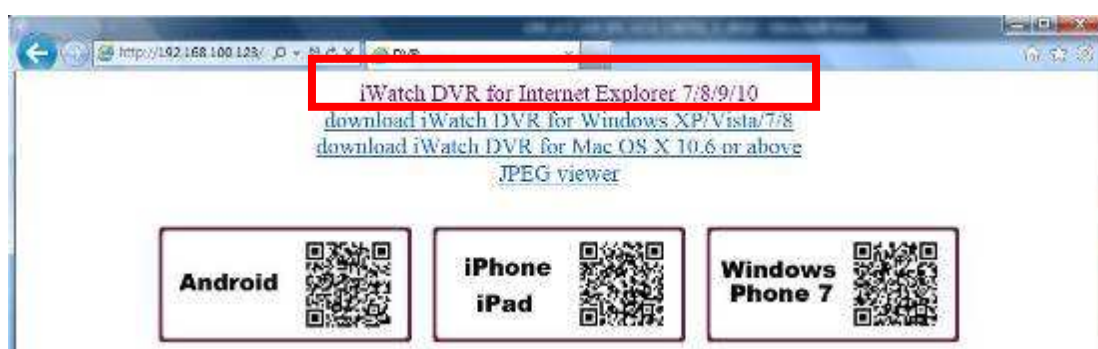 http://192.168.100.123/
DVR
iWatch DVR for Internet Explorer 7/8/9/10
download iWatch DVR for Windows XP/Vista/7/8
download iWatch DVR for Mac OS X 10.6 or above
JPEG viewer
Android
iPhone
iPad
Windows
Phone 7